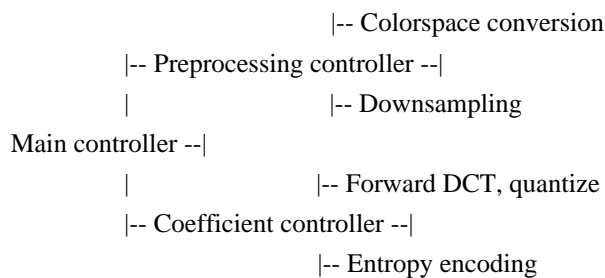 |-- Colorspace conversion
|-- Preprocessing controller --|
| |-- Downsampling
Main controller --|
| |-- Forward DCT, quantize
|-- Coefficient controller --|
|-- Entropy encoding